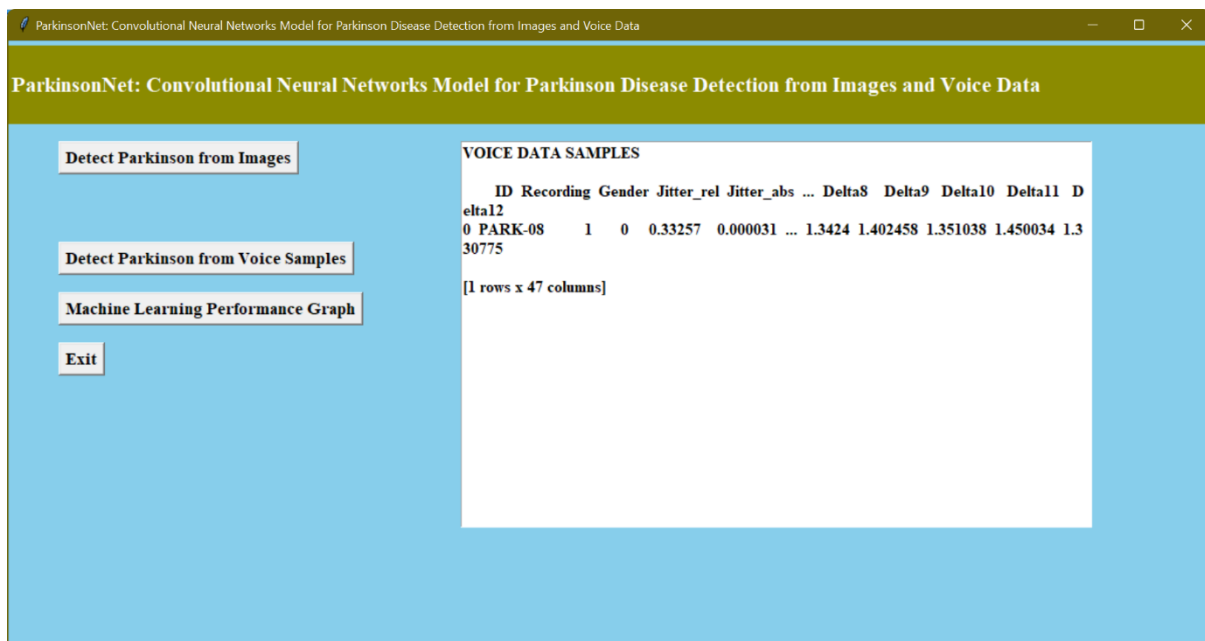 ParkinsonNet: Convolutional Neural Networks Model for Parkinson Disease Detection from Images and Voice Data
ParkinsonNet: Convolutional Neural Networks Model for Parkinson Disease Detection from Images and Voice Data
Detect Parkinson from Images
Detect Parkinson from Voice Samples
Machine Learning Performance Graph
Exit
VOICE DATA SAMPLES
ID Recording Gender Jitter_rel Jitter_abs ... Delta8 Delta9 Delta10 Delta11 D
elta12
0 PARK-08 1 0 0.33257 0.000031 ... 1.3424 1.402458 1.351038 1.450034 1.3
30775
[1 rows x 47 columns]